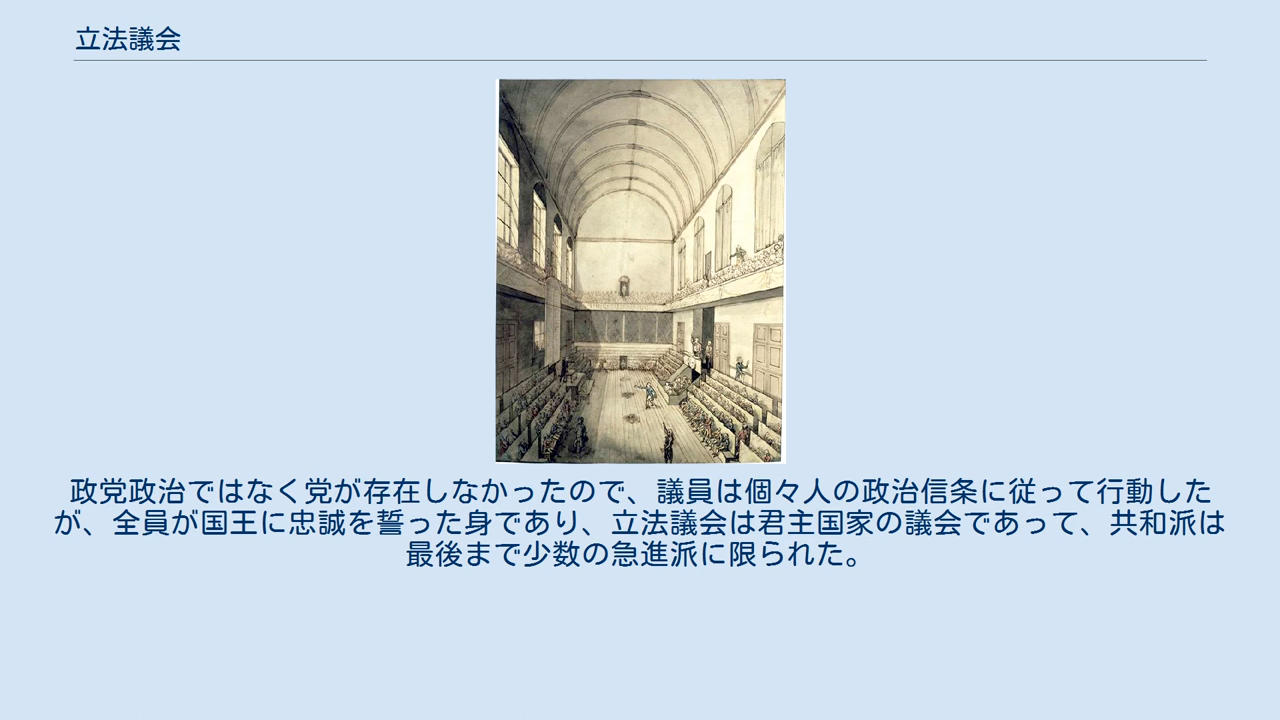 立法議会
政党政治ではなく党が存在しなかったので、議員は個々人の政治信条に従って行動した
が、全員が国王に忠誠を誓った身であり、立法議会は君主国家の議会であって、共和派は
最後まで少数の急進派に限られた。